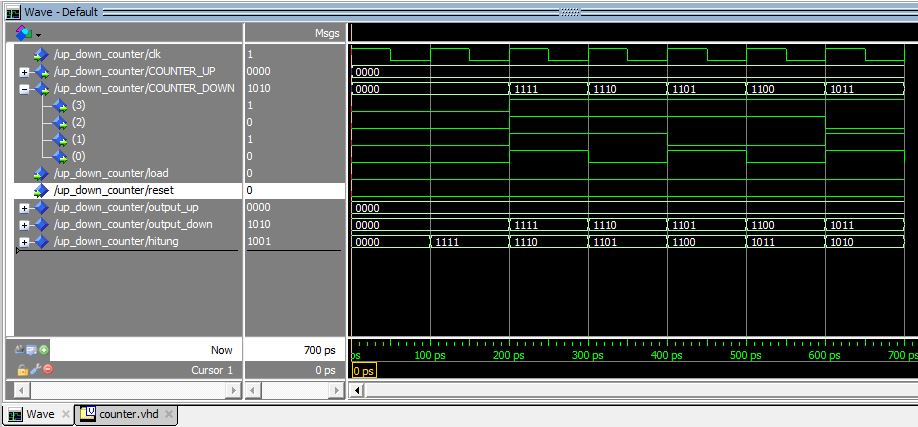 Wave - Default
Msgs
/up_down_counter/clk 1
/up_down_counter/COUNTER_UP 0000 0000
/up_down_counter/COUNTER_DOWN 1010 0000 1111 1110 1101 1100 1011
(3) 1
(2) 0
(1) 1
(0) 0
/up_down_counter/load 0
/up_down_counter/reset 0
/up_down_counter/output_up 0000 0000
/up_down_counter/output_down 1010 0000 1111 1110 1101 1100 1011
/up_down_counter/hitung 1001 0000 1111 1110 1101 1100 1011 1010
Now 700 ps ps 100 ps 200 ps 300 ps 400 ps 500 ps 600 ps 700 ps
Cursor 1 0 ps 0 ps
Wave counter.vhd